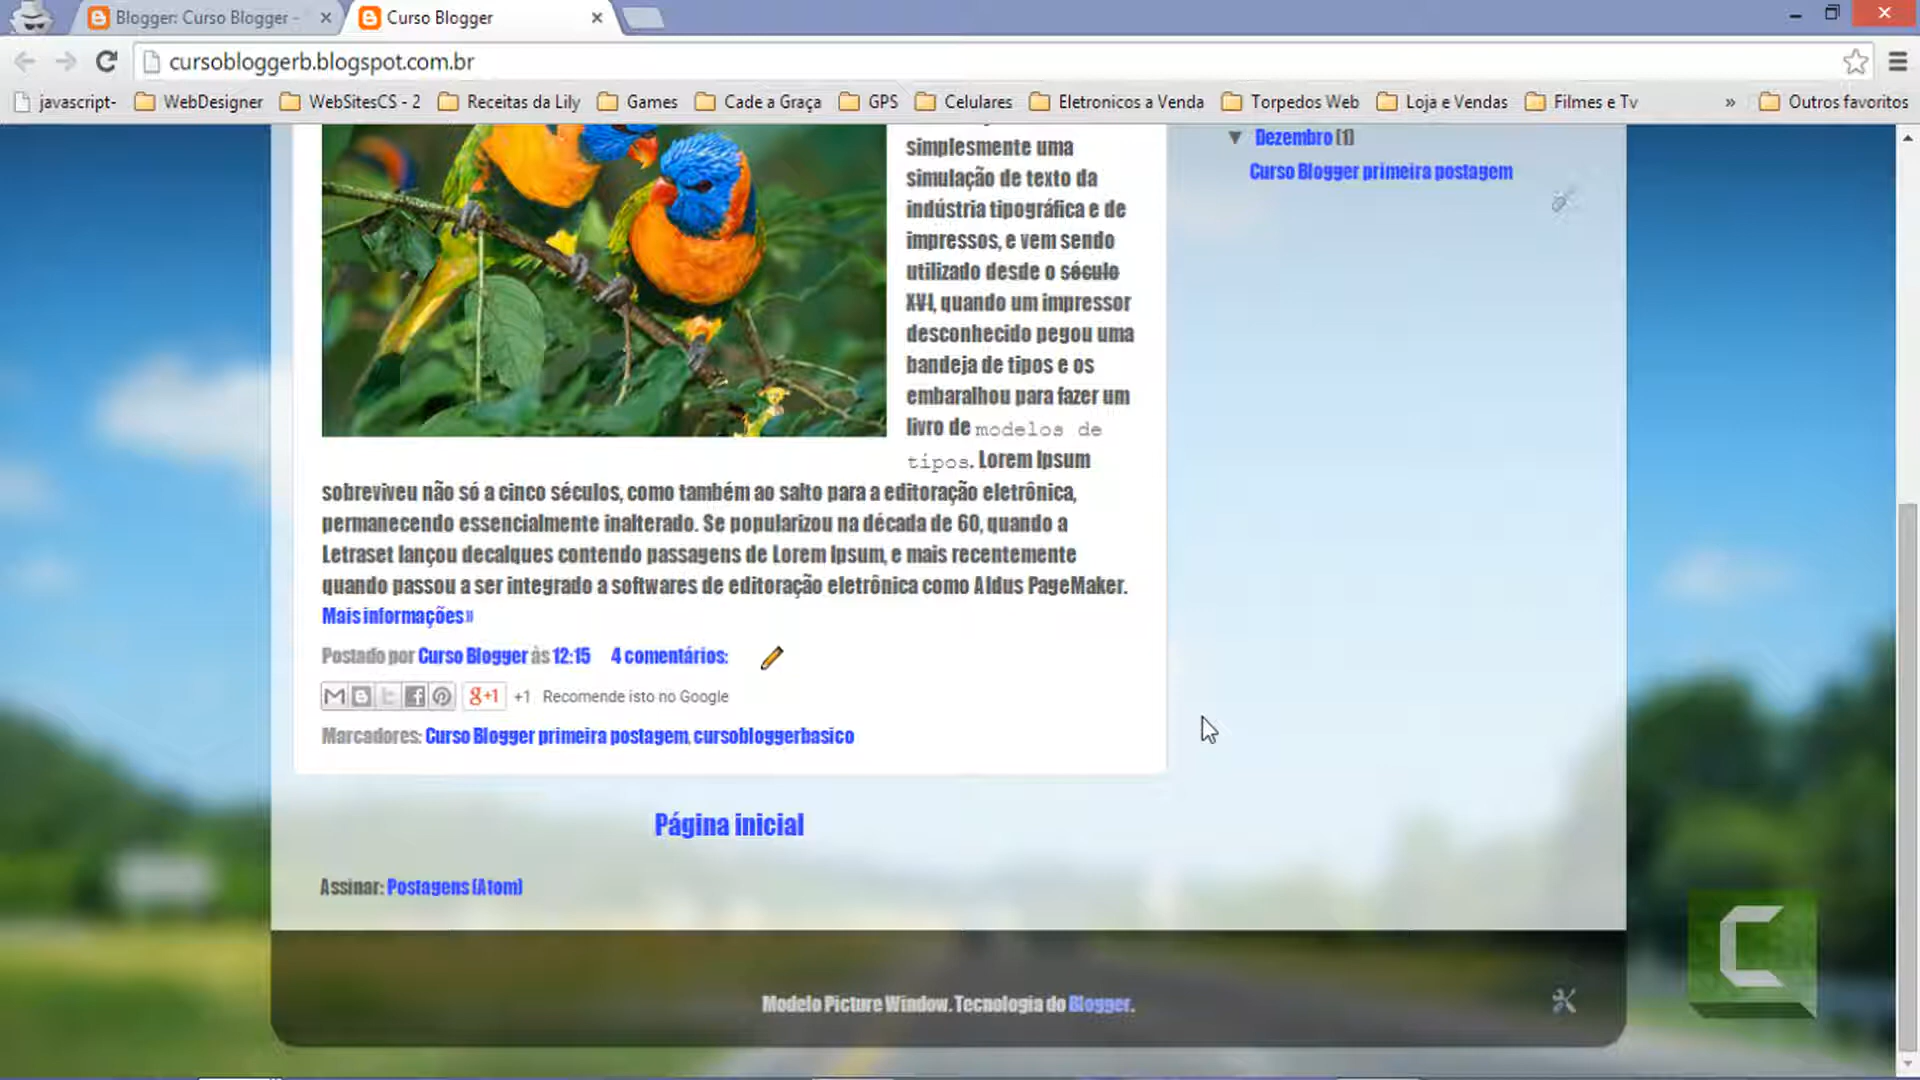 Blogger: Curso Blogger -
Curso Blogger
cursobloggerb.blogspot.com.br
javascript-
WebDesigner
WebSitesCS - 2
Receitas da Lily
Games
Cade a Graça
GPS
Celulares
Eletronicos a Venda
Torpedos Web
Loja e Vendas
Filmes e Tv
»
Outros favoritos
simplesmente uma
simulação de texto da
indústria tipográfica e de
impressos, e vem sendo
utilizado desde o século
XVI, quando um impressor
desconhecido pegou uma
bandeja de tipos e os
embaralhou para fazer um
livro de modelos de
tipos. Lorem Ipsum
sobreviveu não só a cinco séculos, como também ao salto para a editoração eletrônica,
permanecendo essencialmente inalterado. Se popularizou na década de 60, quando a
Letraset lançou decalques contendo passagens de Lorem Ipsum, e mais recentemente
quando passou a ser integrado a softwares de editoração eletrônica como Aldus PageMaker.
Mais informações »
Postado por Curso Blogger às 12:15 4 comentários:
g+1 +1 Recomende isto no Google
Marcadores: Curso Blogger primeira postagem, cursobloggerbasico
Página inicial
Assinar: Postagens (Atom)
▼ Dezembro (1)
Curso Blogger primeira postagem
Modelo Picture Window. Tecnologia do Blogger.